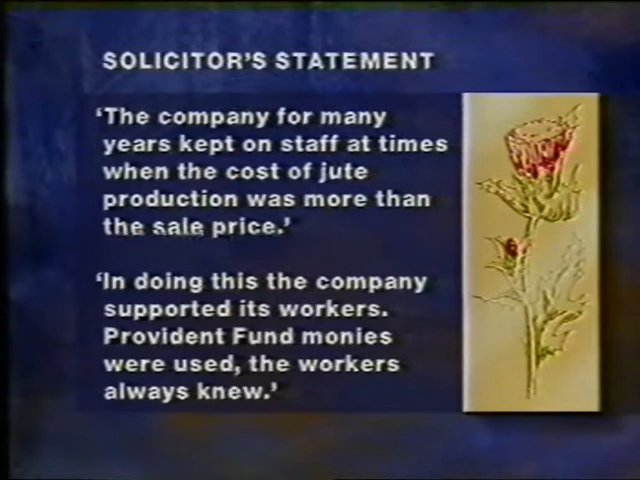 SOLICITOR'S STATEMENT
'The company for many
years kept on staff at times
when the cost of jute
production was more than
the sale price.'
'In doing this the company
supported its workers.
Provident Fund monies
were used, the workers
always knew.'